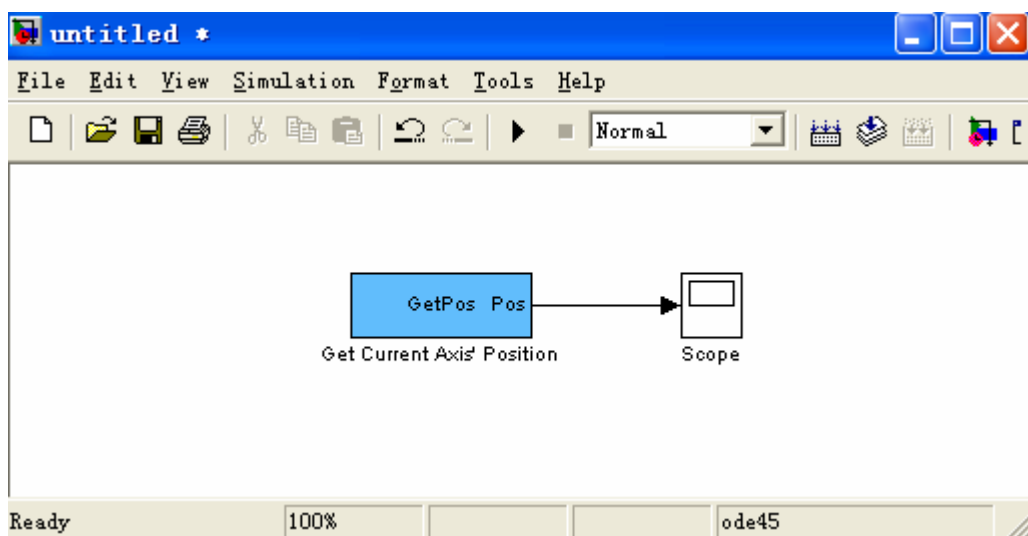 untitled *
File Edit View Simulation Format Tools Help
Normal
GetPos Pos
Get Current Axis' Position
Scope
Ready 100% ode45